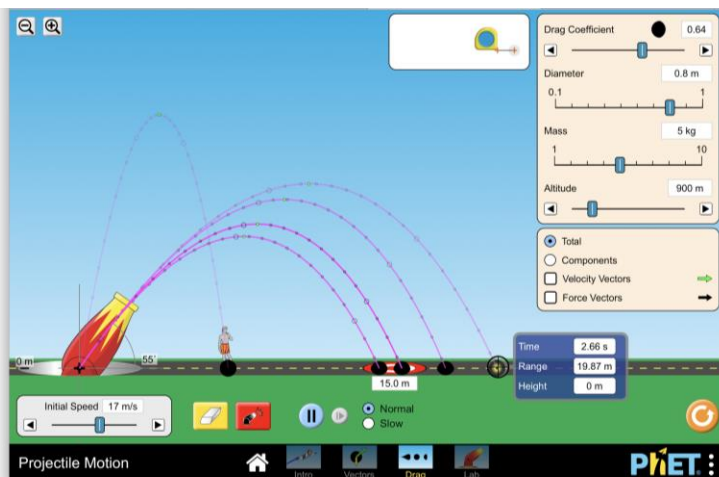 Drag Coefficient 0.64
Diameter 0.8 m
0.1 1
Mass 5 kg
1 10
Altitude 900 m
Total
Components
Velocity Vectors
Force Vectors
0 m
55°
15.0 m
Time 2.66 s
Range 19.87 m
Height 0 m
Initial Speed 17 m/s
Normal
Slow
Projectile Motion
Intro
Vectors
Drag
Lab
PhET